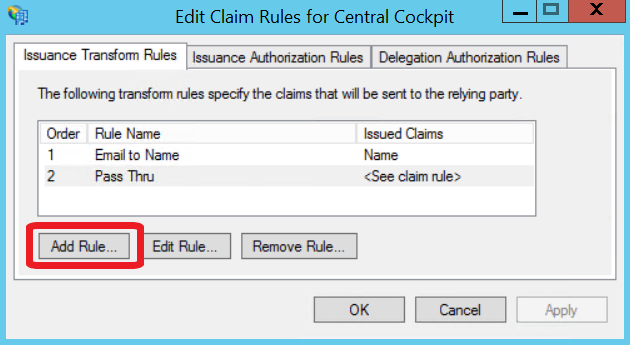 Edit Claim Rules for Central Cockpit
Issuance Transform Rules Issuance Authorization Rules Delegation Authorization Rules
The following transform rules specify the claims that will be sent to the relying party.
Order Rule Name Issued Claims
1 Email to Name Name
2 Pass Thru <See claim rule>
Add Rule... Edit Rule... Remove Rule...
OK Cancel Apply